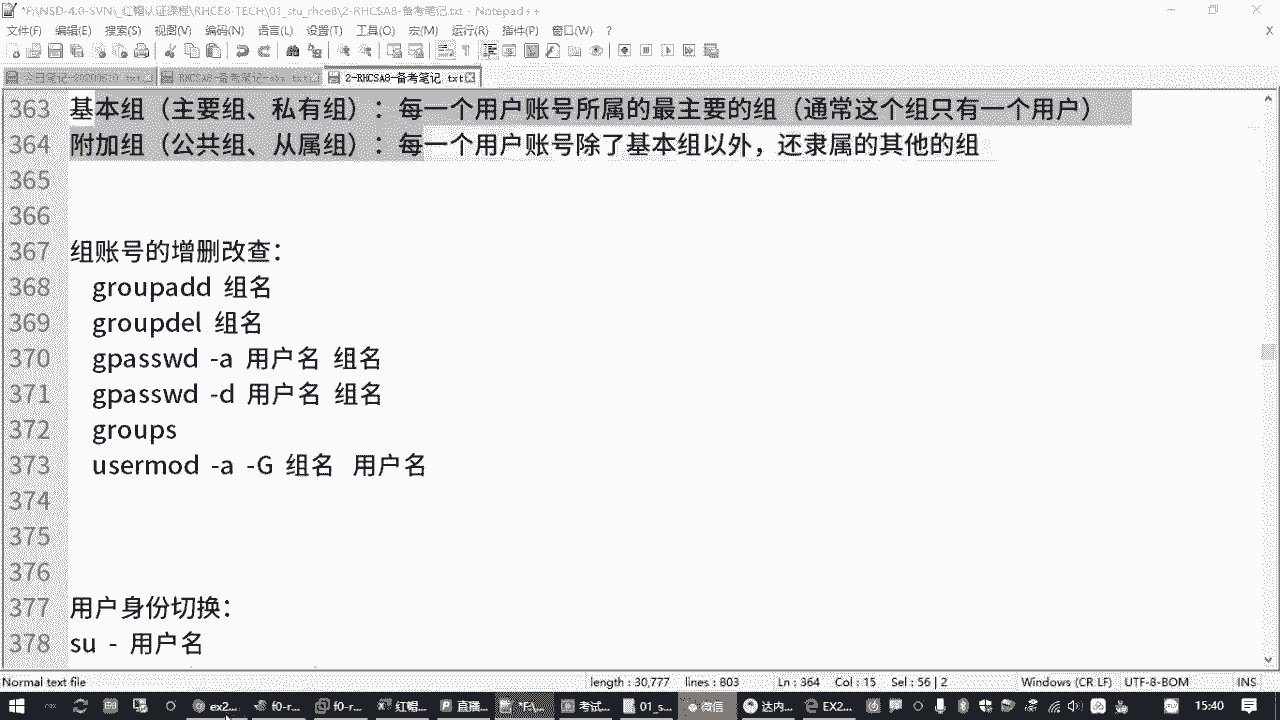 *F:\NSD-4.0-SVN\_红帽认证课程\RHCE8-TECH\01_stu_rhce8\2-RHCSA8-备考笔记.txt - Notepad++
文件(F) 编辑(E) 搜索(S) 视图(V) 编码(N) 语言(L) 设置(T) 工具(O) 宏(M) 运行(R) 插件(P) 窗口(W) ? X
2-RHCSA8-备考笔记.txt
363 基本组（主要组、私有组）：每一个用户账号所属的最主要的组（通常这个组只有一个用户）
364 附加组（公共组、从属组）：每一个用户账号除了基本组以外，还隶属的其他的组
365
366
367 组账号的增删改查：
368 groupadd 组名
369 groupdel 组名
370 gpasswd -a 用户名 组名
371 gpasswd -d 用户名 组名
372 groups
373 usermod -a -G 组名 用户名
374
375
376
377 用户身份切换：
378 su - 用户名
Normal text file length : 30,777 lines : 803 Ln : 364 Col : 15 Sel : 56 | 2 Windows (CR LF) UTF-8-BOM INS
ex2... f0-r... f0-r... 红帽... 直播... 考试... 01_s... 微信 达内... EX2... 15:40